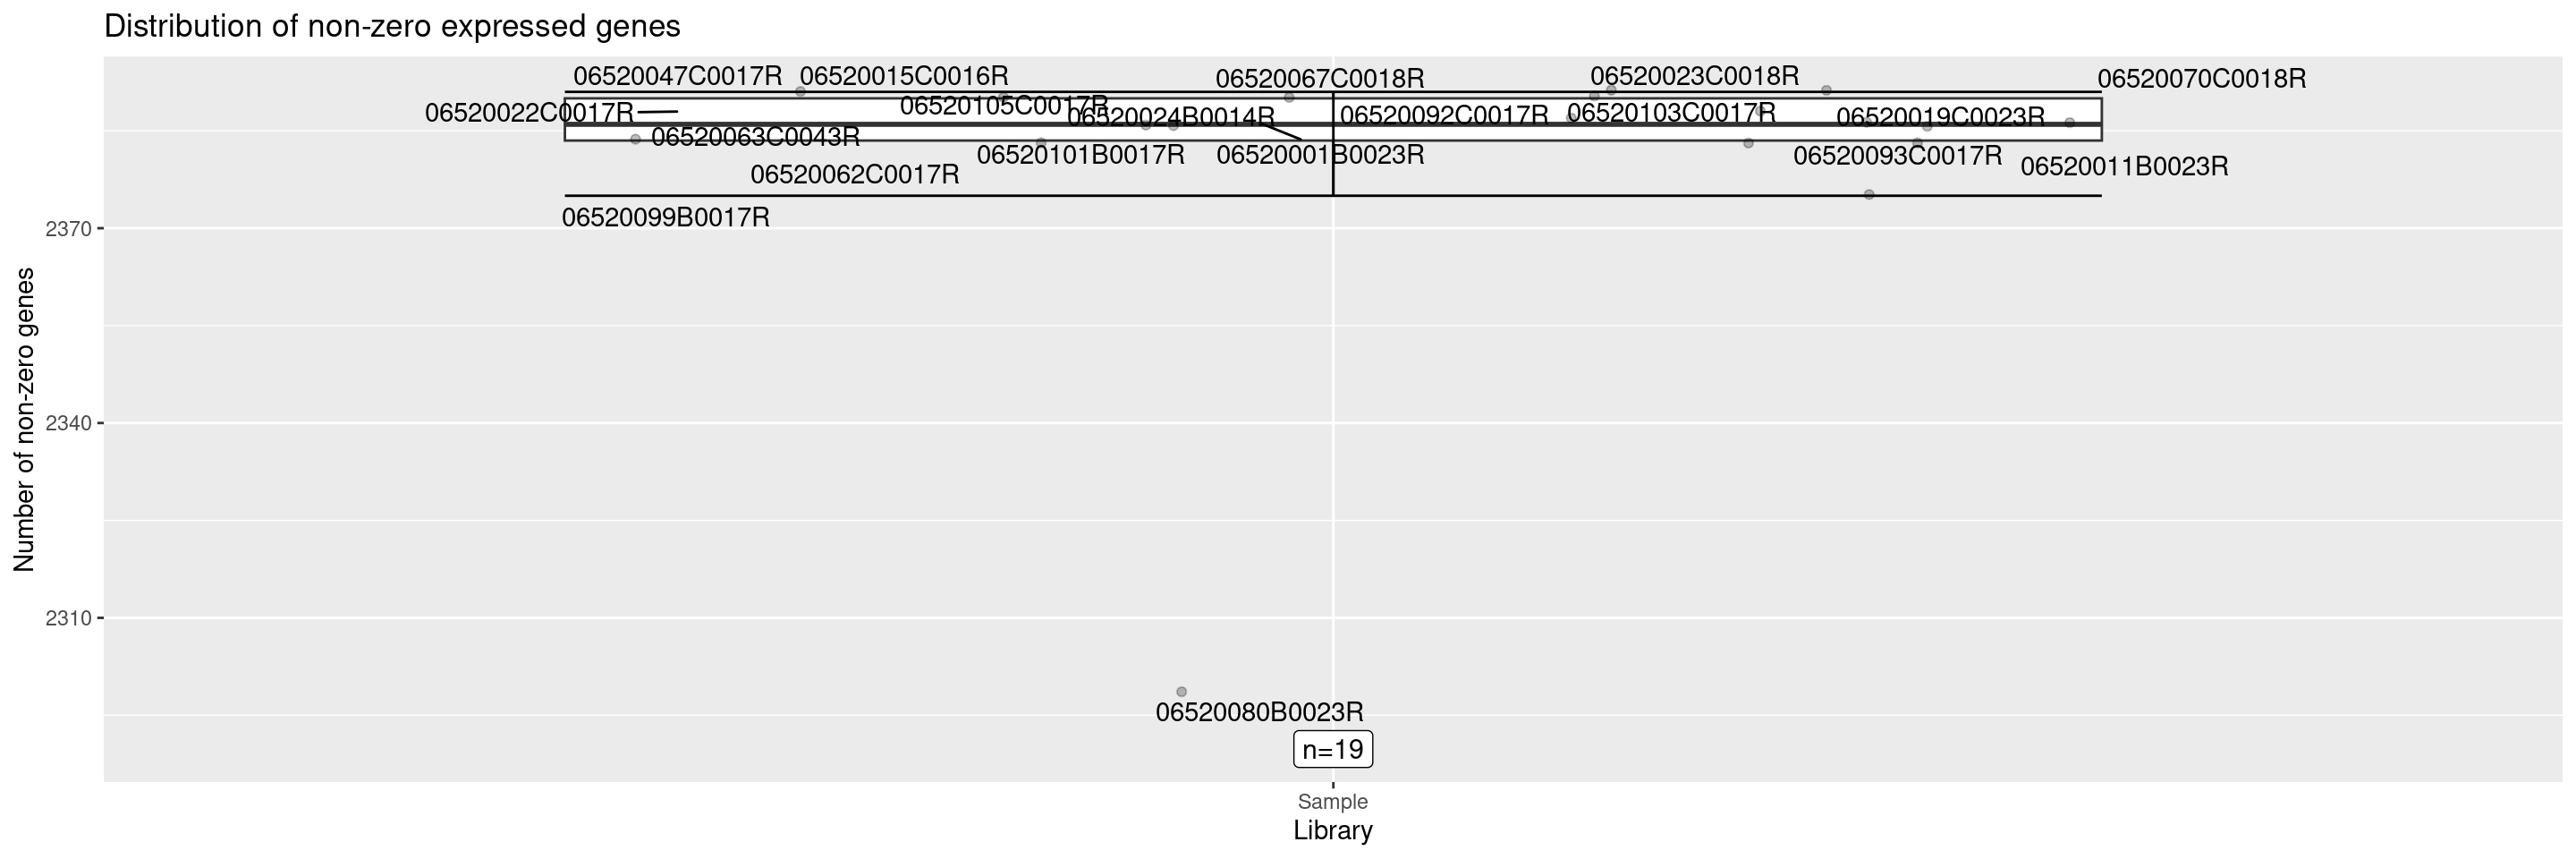 Distribution of non-zero expressed genes
06520047C0017R
06520015C0016R
06520067C0018R
06520023C0018R
06520070C0018R
06520022C0017R
06520105C0017R
06520024B0014R
06520092C0017R
06520103C0017R
06520019C0023R
06520063C0043R
06520101B0017R
06520001B0023R
06520093C0017R
06520011B0023R
06520062C0017R
06520099B0017R
2370
2340
2310
Number of non-zero genes
06520080B0023R
n=19
Sample
Library